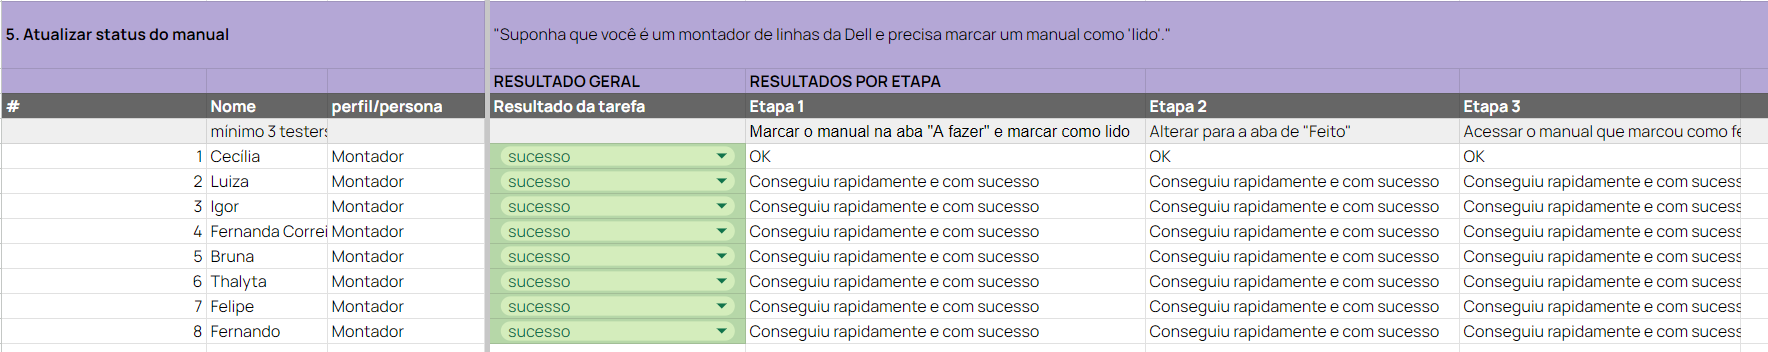 5. Atualizar status do manual "Suponha que você é um montador de linhas da Dell e precisa marcar um manual como 'lido'."
RESULTADO GERAL RESULTADOS POR ETAPA
# Nome perfil/persona Resultado da tarefa Etapa 1 Etapa 2 Etapa 3
mínimo 3 testers Marcar o manual na aba "A fazer" e marcar como lido Alterar para a aba de "Feito" Acessar o manual que marcou como fe
1 Cecília Montador sucesso OK OK OK
2 Luiza Montador sucesso Conseguiu rapidamente e com sucesso Conseguiu rapidamente e com sucesso Conseguiu rapidamente e com sucess
3 Igor Montador sucesso Conseguiu rapidamente e com sucesso Conseguiu rapidamente e com sucesso Conseguiu rapidamente e com sucess
4 Fernanda Correi Montador sucesso Conseguiu rapidamente e com sucesso Conseguiu rapidamente e com sucesso Conseguiu rapidamente e com sucess
5 Bruna Montador sucesso Conseguiu rapidamente e com sucesso Conseguiu rapidamente e com sucesso Conseguiu rapidamente e com sucess
6 Thalyta Montador sucesso Conseguiu rapidamente e com sucesso Conseguiu rapidamente e com sucesso Conseguiu rapidamente e com sucess
7 Felipe Montador sucesso Conseguiu rapidamente e com sucesso Conseguiu rapidamente e com sucesso Conseguiu rapidamente e com sucess
8 Fernando Montador sucesso Conseguiu rapidamente e com sucesso Conseguiu rapidamente e com sucesso Conseguiu rapidamente e com sucess